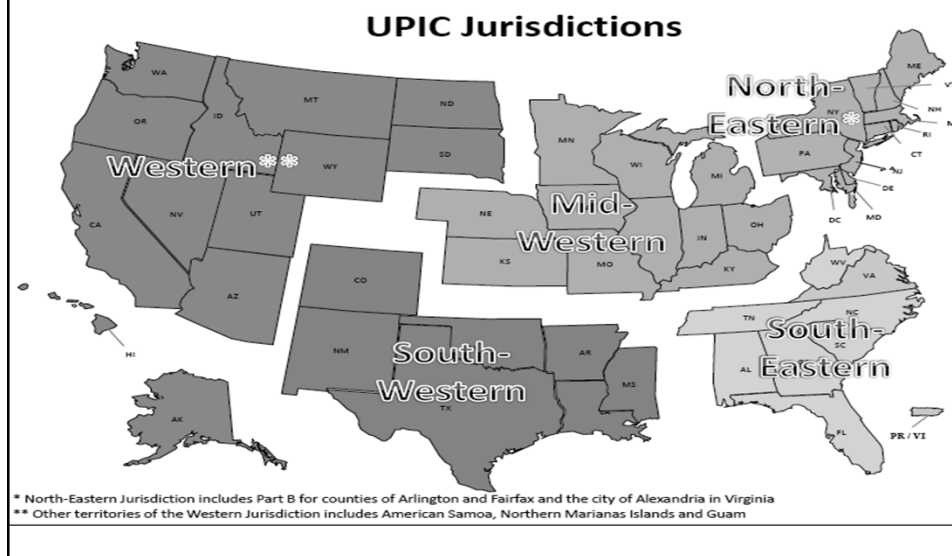 UPIC Jurisdictions
WA
MT
ND
ME
OR
ID
SD
MN
North-
Eastern*
NY
NH
RI
CT
Western**
WY
WI
MI
PA
NJ
DE
MD
DC
CA
NV
UT
NE
Mid-
Western
IN
OH
KS
MO
KY
WV
VA
AZ
CO
TN
NC
South-
Eastern
SC
HI
NM
South-
Western
AR
MS
AL
TX
AK
FL
PR / VI
* North-Eastern Jurisdiction includes Part B for counties of Arlington and Fairfax and the city of Alexandria in Virginia
** Other territories of the Western Jurisdiction includes American Samoa, Northern Marianas Islands and Guam